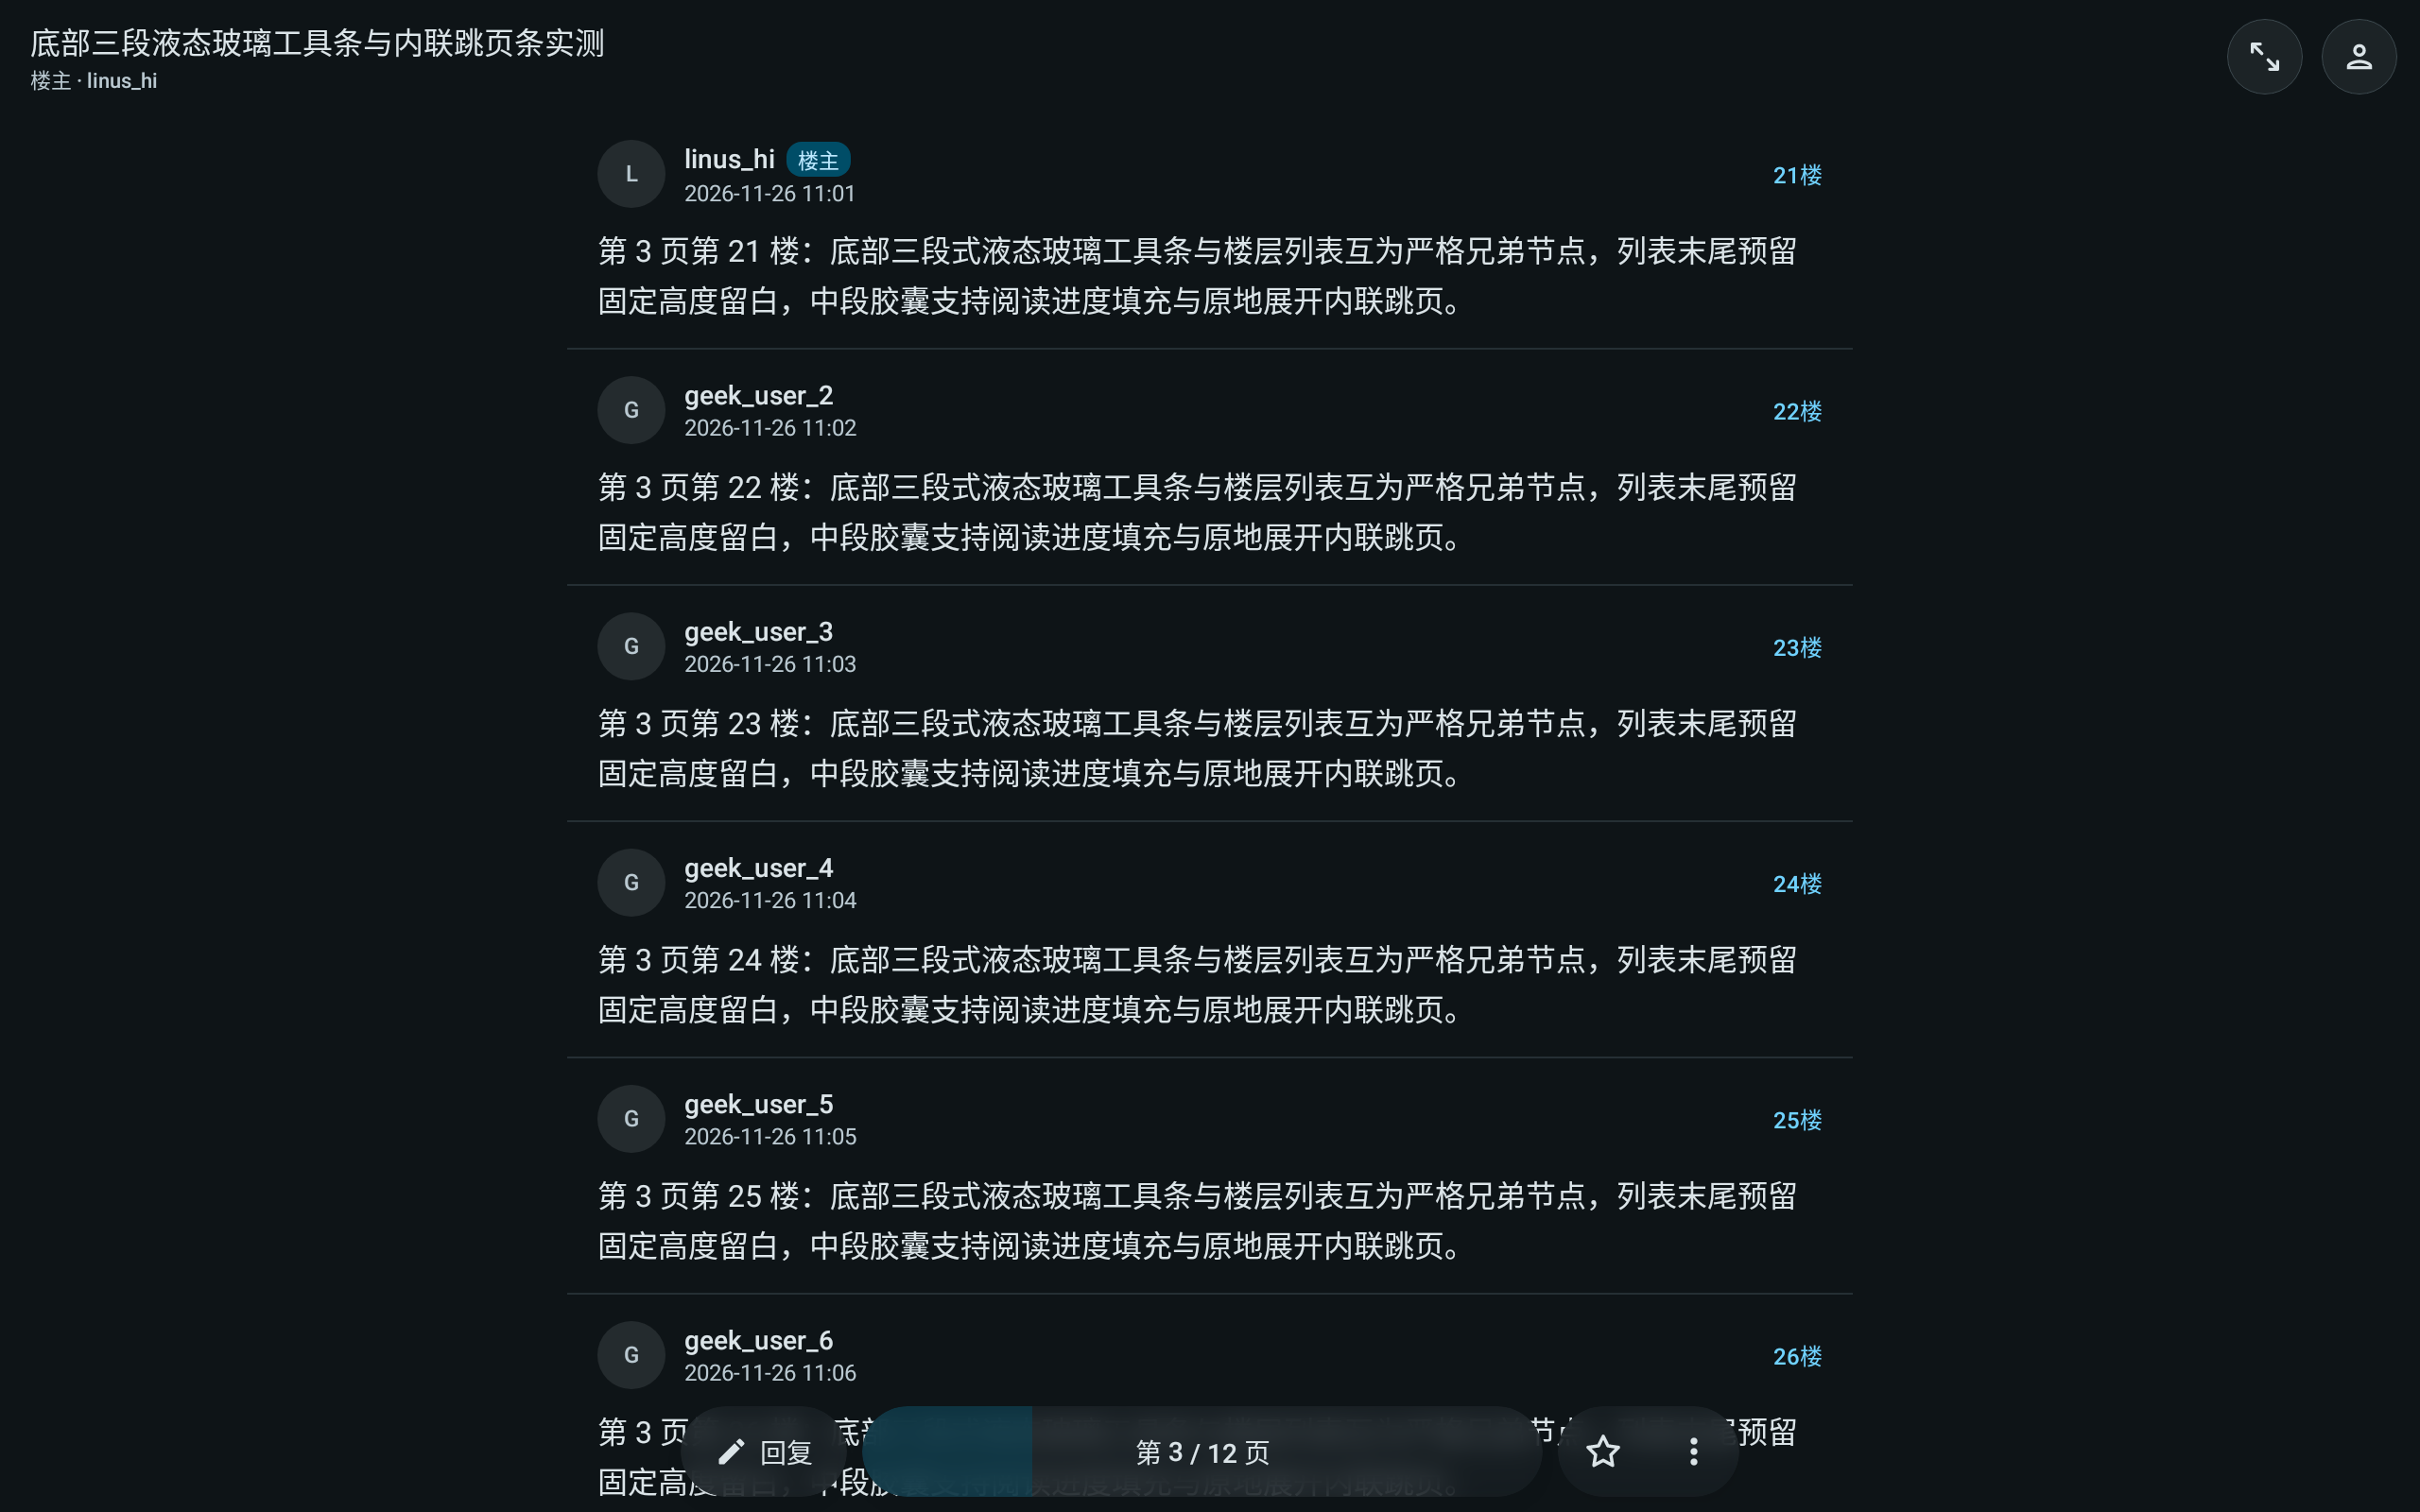 底部三段液态玻璃工具条与内联跳页条实测
楼主 · linus_hi
L
linus_hi 楼主
2026-11-26 11:01
21楼
第 3 页第 21 楼：底部三段式液态玻璃工具条与楼层列表互为严格兄弟节点，列表末尾预留
固定高度留白，中段胶囊支持阅读进度填充与原地展开内联跳页。
G
geek_user_2
2026-11-26 11:02
22楼
第 3 页第 22 楼：底部三段式液态玻璃工具条与楼层列表互为严格兄弟节点，列表末尾预留
固定高度留白，中段胶囊支持阅读进度填充与原地展开内联跳页。
G
geek_user_3
2026-11-26 11:03
23楼
第 3 页第 23 楼：底部三段式液态玻璃工具条与楼层列表互为严格兄弟节点，列表末尾预留
固定高度留白，中段胶囊支持阅读进度填充与原地展开内联跳页。
G
geek_user_4
2026-11-26 11:04
24楼
第 3 页第 24 楼：底部三段式液态玻璃工具条与楼层列表互为严格兄弟节点，列表末尾预留
固定高度留白，中段胶囊支持阅读进度填充与原地展开内联跳页。
G
geek_user_5
2026-11-26 11:05
25楼
第 3 页第 25 楼：底部三段式液态玻璃工具条与楼层列表互为严格兄弟节点，列表末尾预留
固定高度留白，中段胶囊支持阅读进度填充与原地展开内联跳页。
G
geek_user_6
2026-11-26 11:06
26楼
第 3 页 底 节点 预留
固定高 中段
回复
第 3 / 12 页